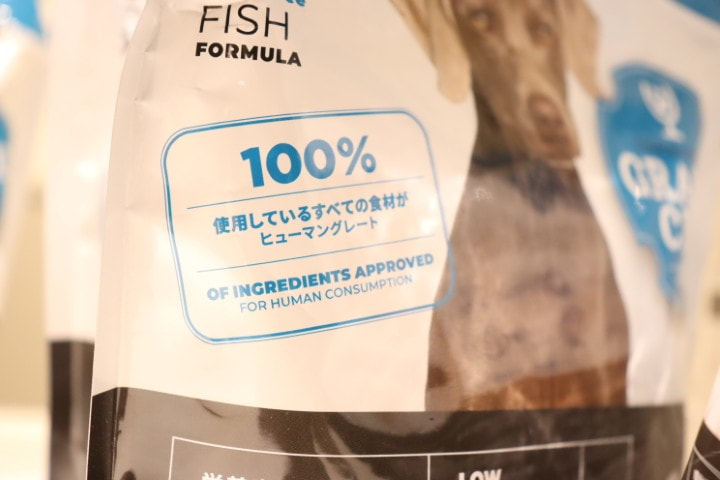 FISH
FORMULA
100%
使用しているすべての食材が
ヒューマングレート
OF INGREDIENTS APPROVED
FOR HUMAN CONSUMPTION
LOW